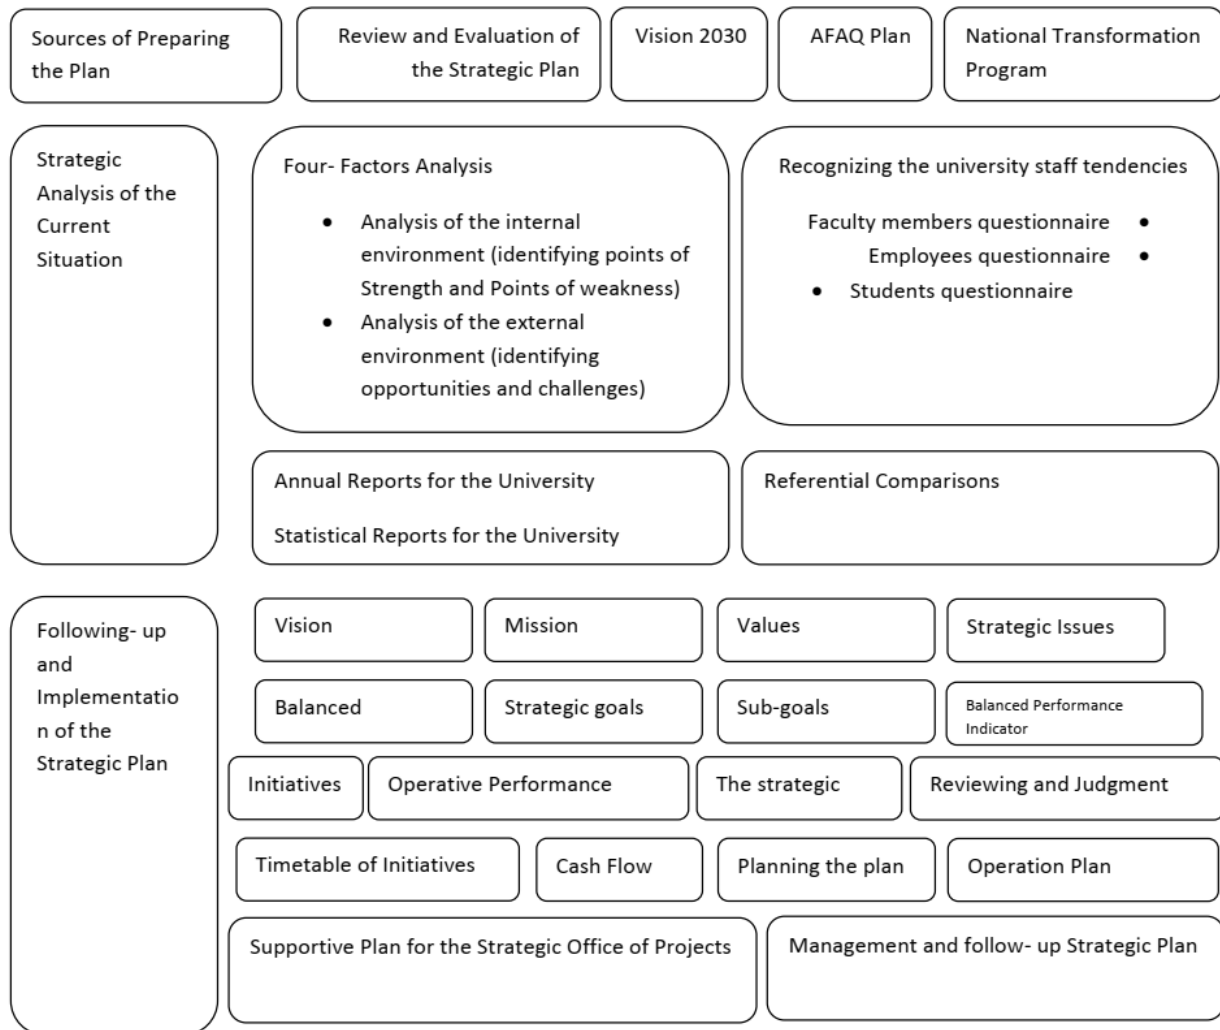 Sources of Preparing
the Plan
Review and Evaluation of
the Strategic Plan
Vision 2030
AFAQ Plan
National Transformation
Program
Strategic
Analysis of the
Current
Situation
Four- Factors Analysis
• Analysis of the internal
environment (identifying points of
Strength and Points of weakness)
• Analysis of the external
environment (identifying
opportunities and challenges)
Recognizing the university staff tendencies
Faculty members questionnaire •
Employees questionnaire •
• Students questionnaire
Annual Reports for the University
Statistical Reports for the University
Referential Comparisons
Following- up
and
Implementatio
n of the
Strategic Plan
Vision
Mission
Values
Strategic Issues
Balanced
Strategic goals
Sub-goals
Balanced Performance
Indicator
Initiatives
Operative Performance
The strategic
Reviewing and Judgment
Timetable of Initiatives
Cash Flow
Planning the plan
Operation Plan
Supportive Plan for the Strategic Office of Projects
Management and follow- up Strategic Plan